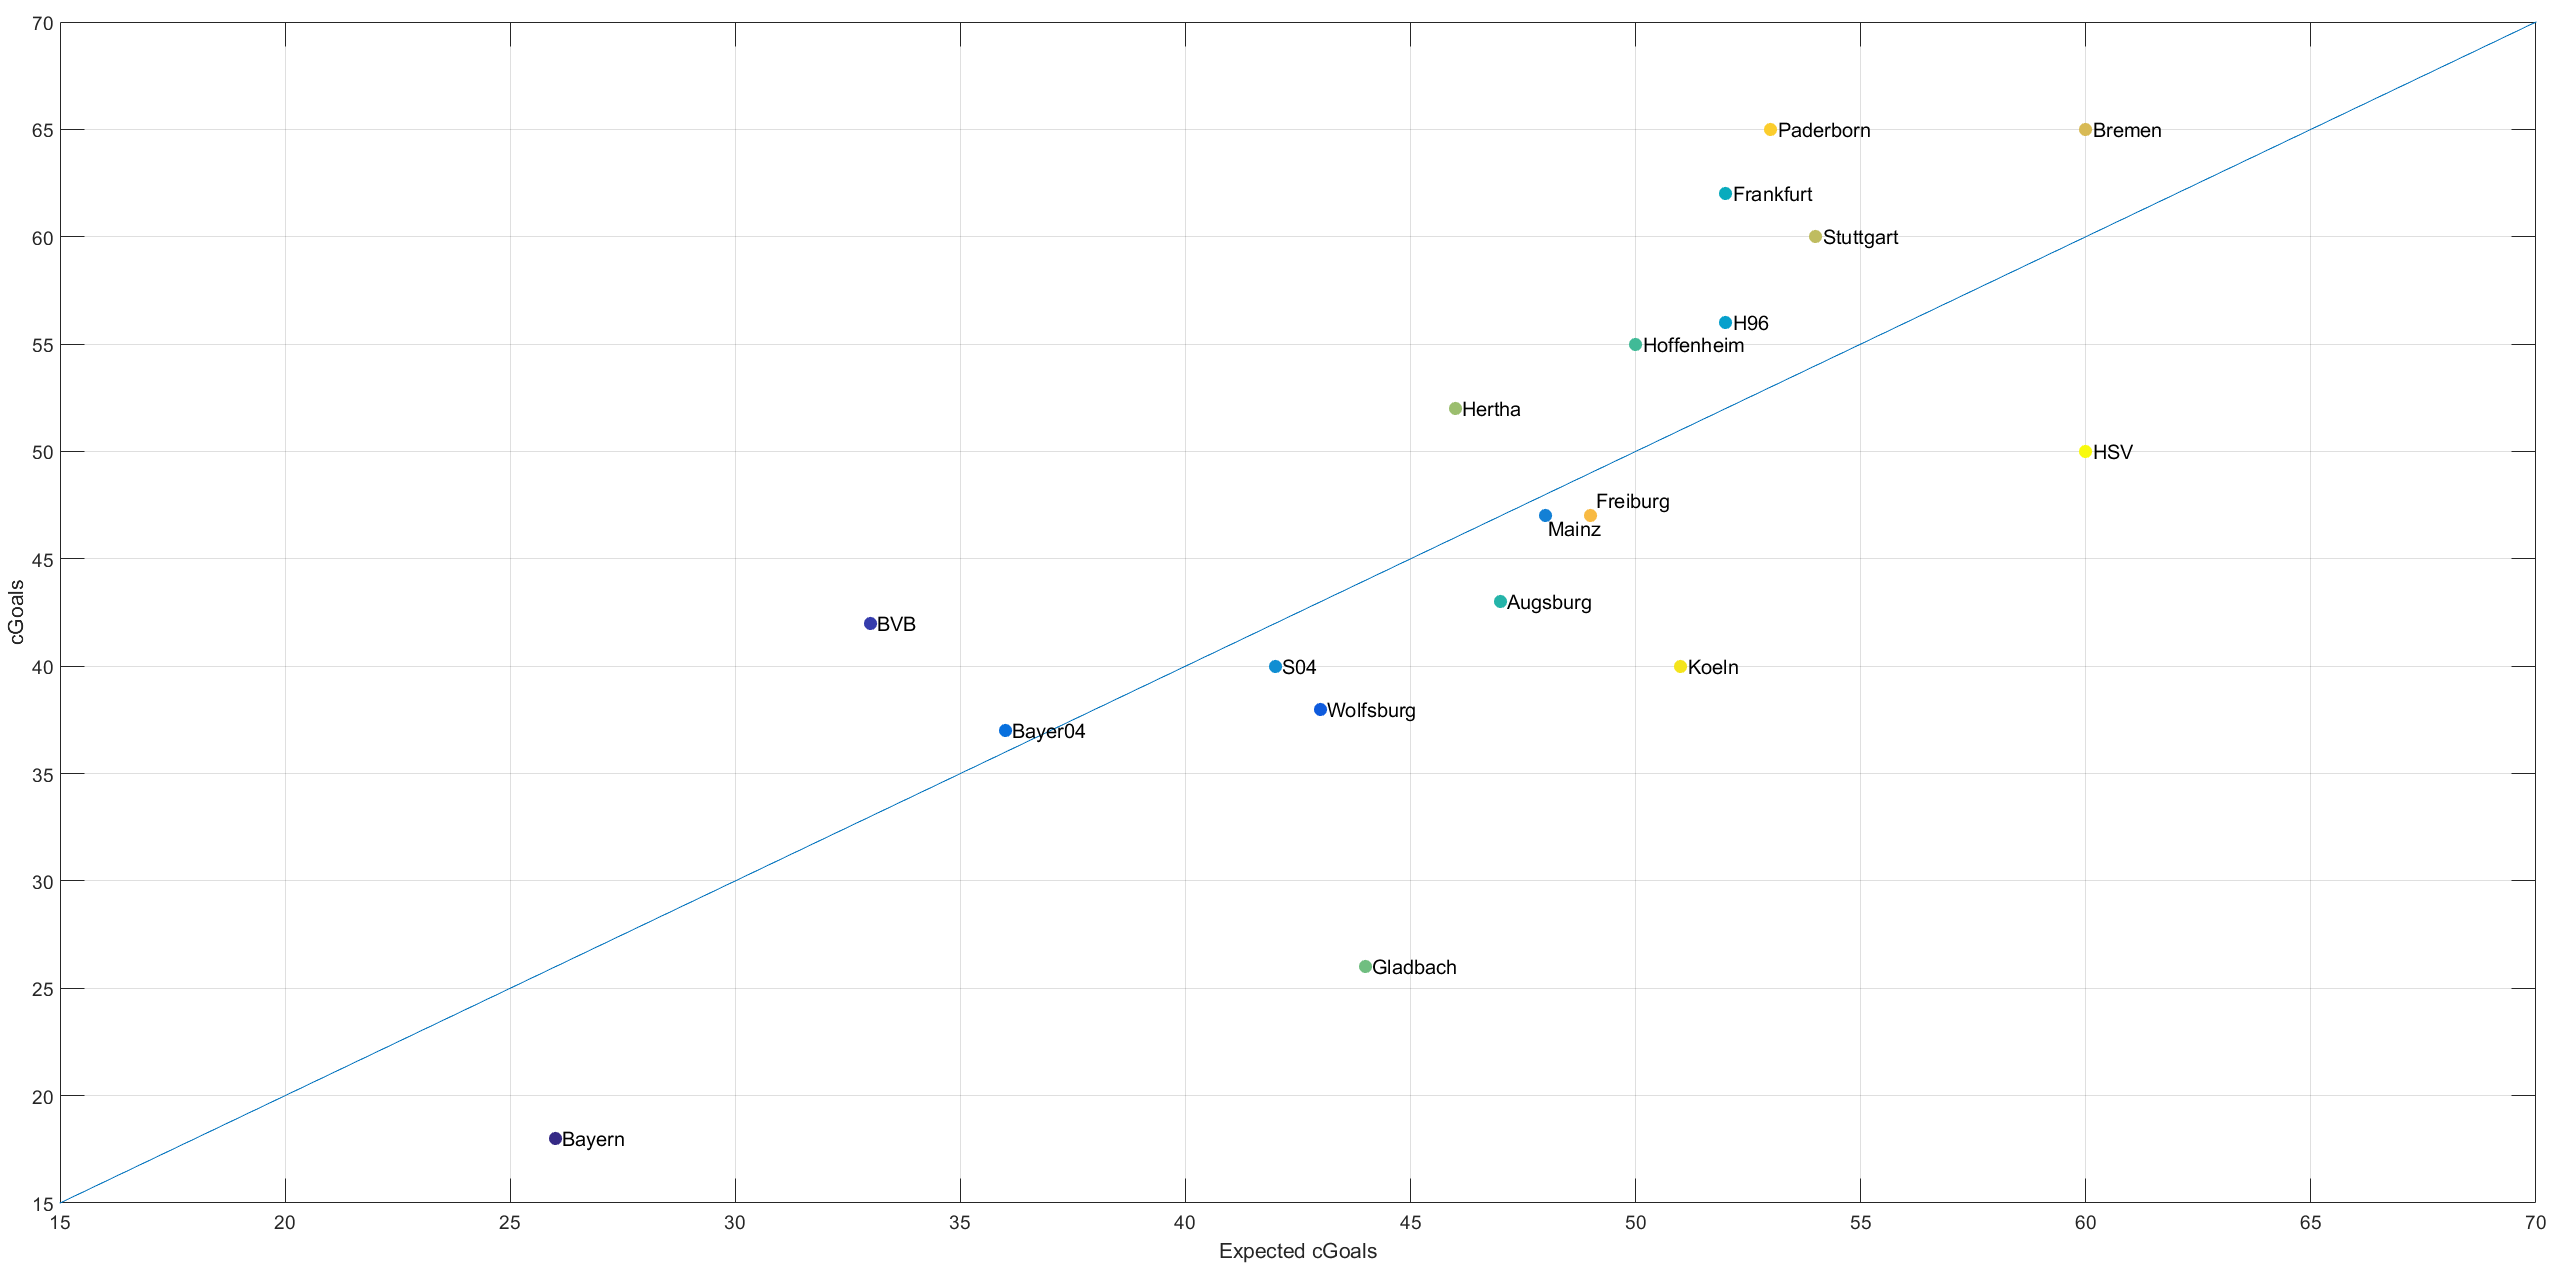 70
65
60
55
50
45
40
35
30
25
20
15
cGoals
Paderborn
Bremen
Frankfurt
Stuttgart
H96
Hoffenheim
Hertha
HSV
Freiburg
Mainz
Augsburg
BVB
S04
Koeln
Wolfsburg
Bayer04
Gladbach
Bayern
15 20 25 30 35 40 45 50 55 60 65 70
Expected cGoals